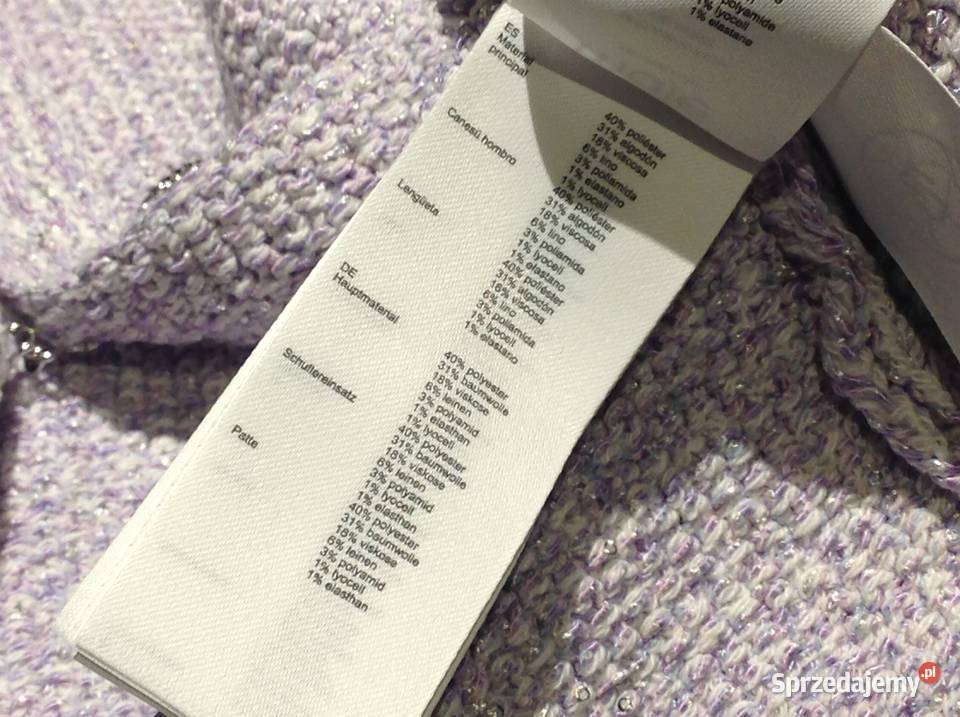 polyamide
1% lyocell
1% elastane
ES
Material
principal
40% poliéster
31% algodón
18% viscosa
6% lino
3% poliamida
1% elastano
1% lyocell
Canesú hombro
40% poliéster
31% algodón
18% viscosa
6% lino
3% poliamida
1% lyocell
1% elastano
Lengüeta
40% poliéster
31% algodón
18% viscosa
6% lino
3% poliamida
1% lyocell
1% elastano
DE
Hauptmaterial
40% polyester
31% baumwolle
18% viskose
6% leinen
3% polyamid
1% elasthan
1% lyocell
Schultereinsatz
40% polyester
31% baumwolle
18% viskose
6% leinen
3% polyamid
1% lyocell
1% elasthan
Patte
40% polyester
31% baumwolle
18% viskose
6% leinen
3% polyamid
1% lyocell
1% elasthan
Sprzedajemy.pl